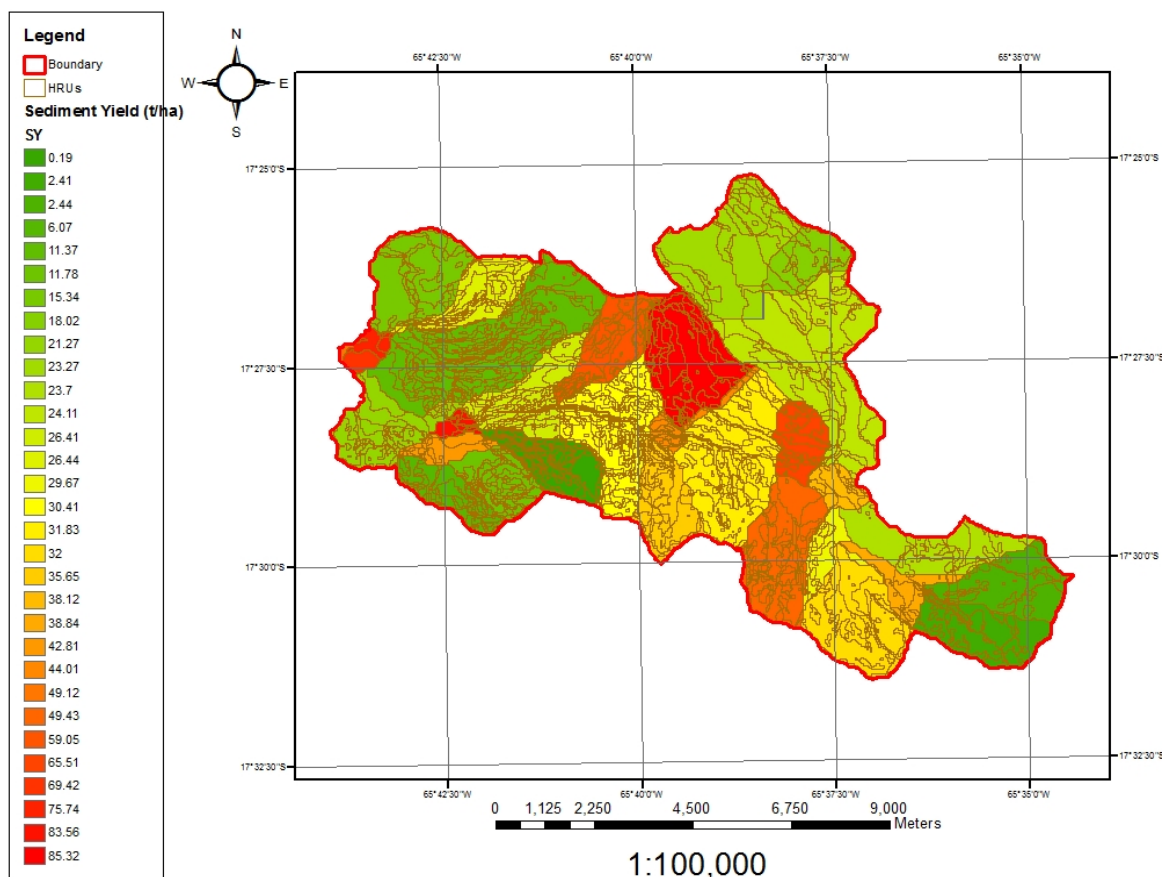 Legend
Boundary
HRUs
Sediment Yield (t/ha)
SY
0.19
2.41
2.44
6.07
11.37
11.78
15.34
18.02
21.27
23.27
23.7
24.11
26.41
26.44
29.67
30.41
31.83
32
35.65
38.12
38.84
42.81
44.01
49.12
49.43
59.05
65.51
69.42
75.74
83.56
85.32
N
W E
S
65°42'30"W 65°40'0"W 65°37'30"W 65°35'0"W
17°25'0"S 17°25'0"S
17°27'30"S 17°27'30"S
17°30'0"S 17°30'0"S
17°32'30"S 17°32'30"S
65°42'30"W 65°40'0"W 65°37'30"W 65°35'0"W
0 1,125 2,250 4,500 6,750 9,000
Meters
1:100,000